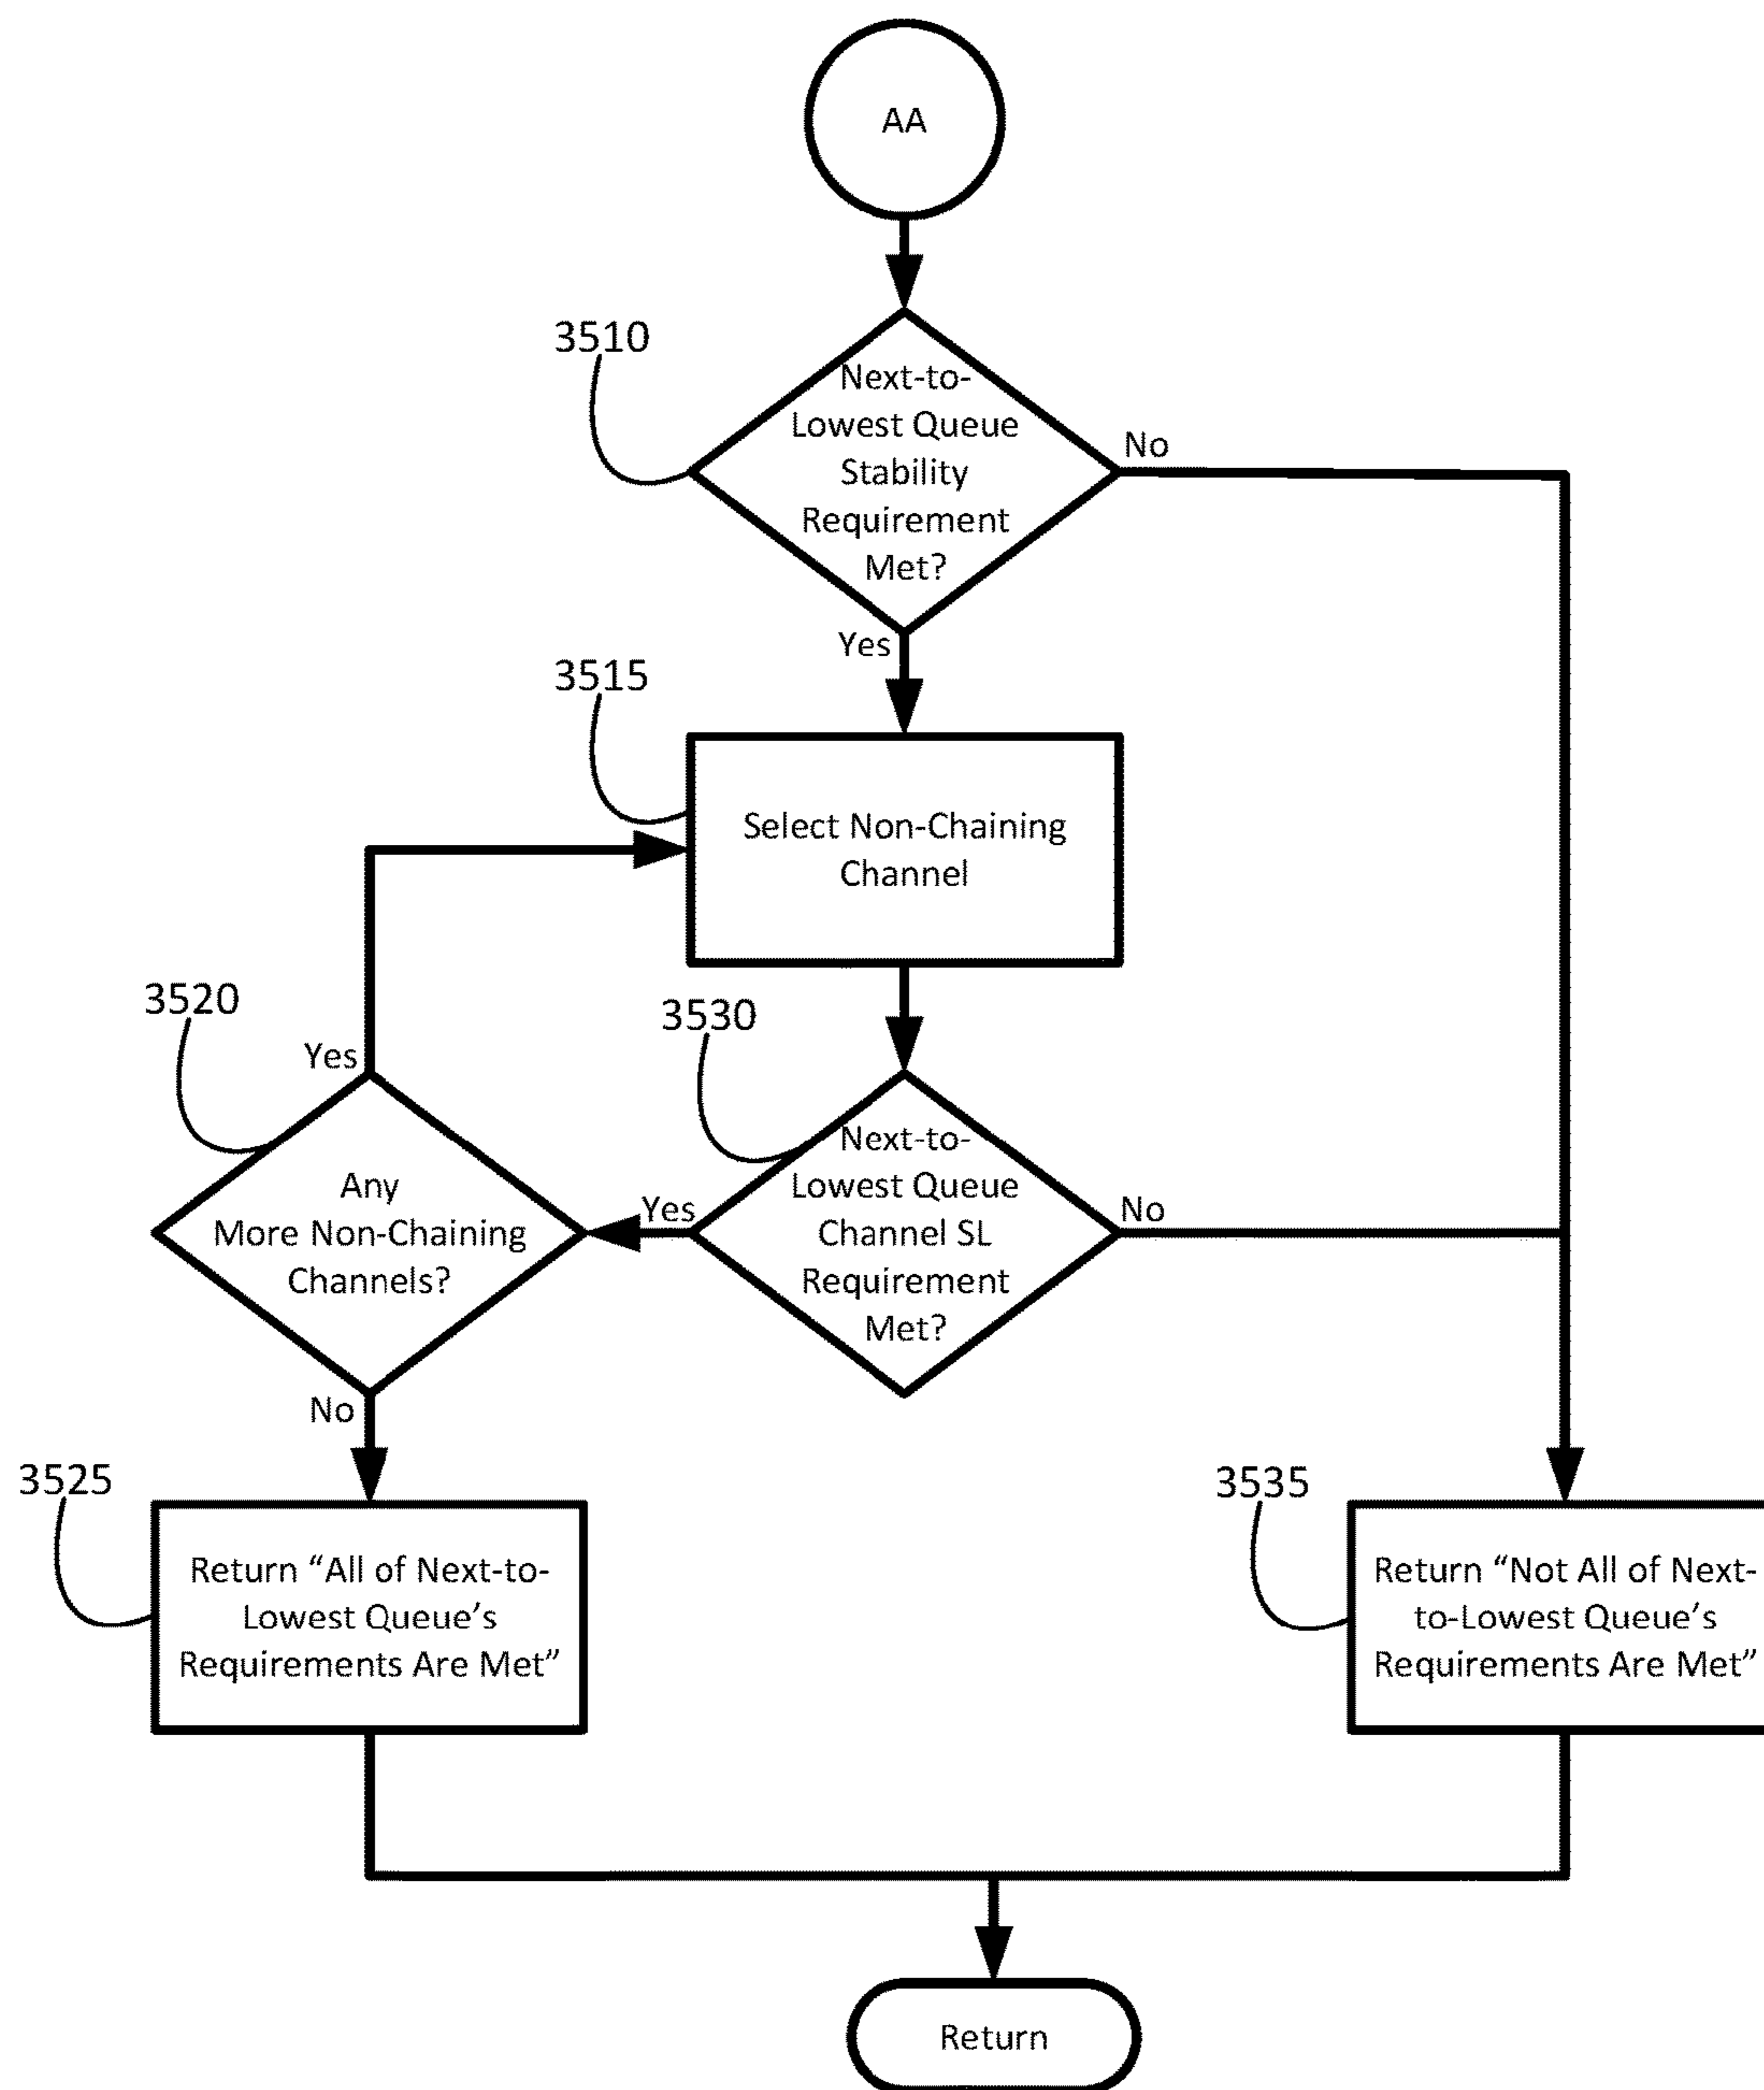 AA
3510
Next-to-
Lowest Queue
Stability
Requirement
Met?
No
Yes
3515
Select Non-Chaining
Channel
3520
3530
Yes
Any
More Non-Chaining
Channels?
Yes
Next-to-
Lowest Queue
Channel SL
Requirement
Met?
No
No
3525
3535
Return “All of Next-to-
Lowest Queue’s
Requirements Are Met”
Return “Not All of Next-
to-Lowest Queue’s
Requirements Are Met”
Return